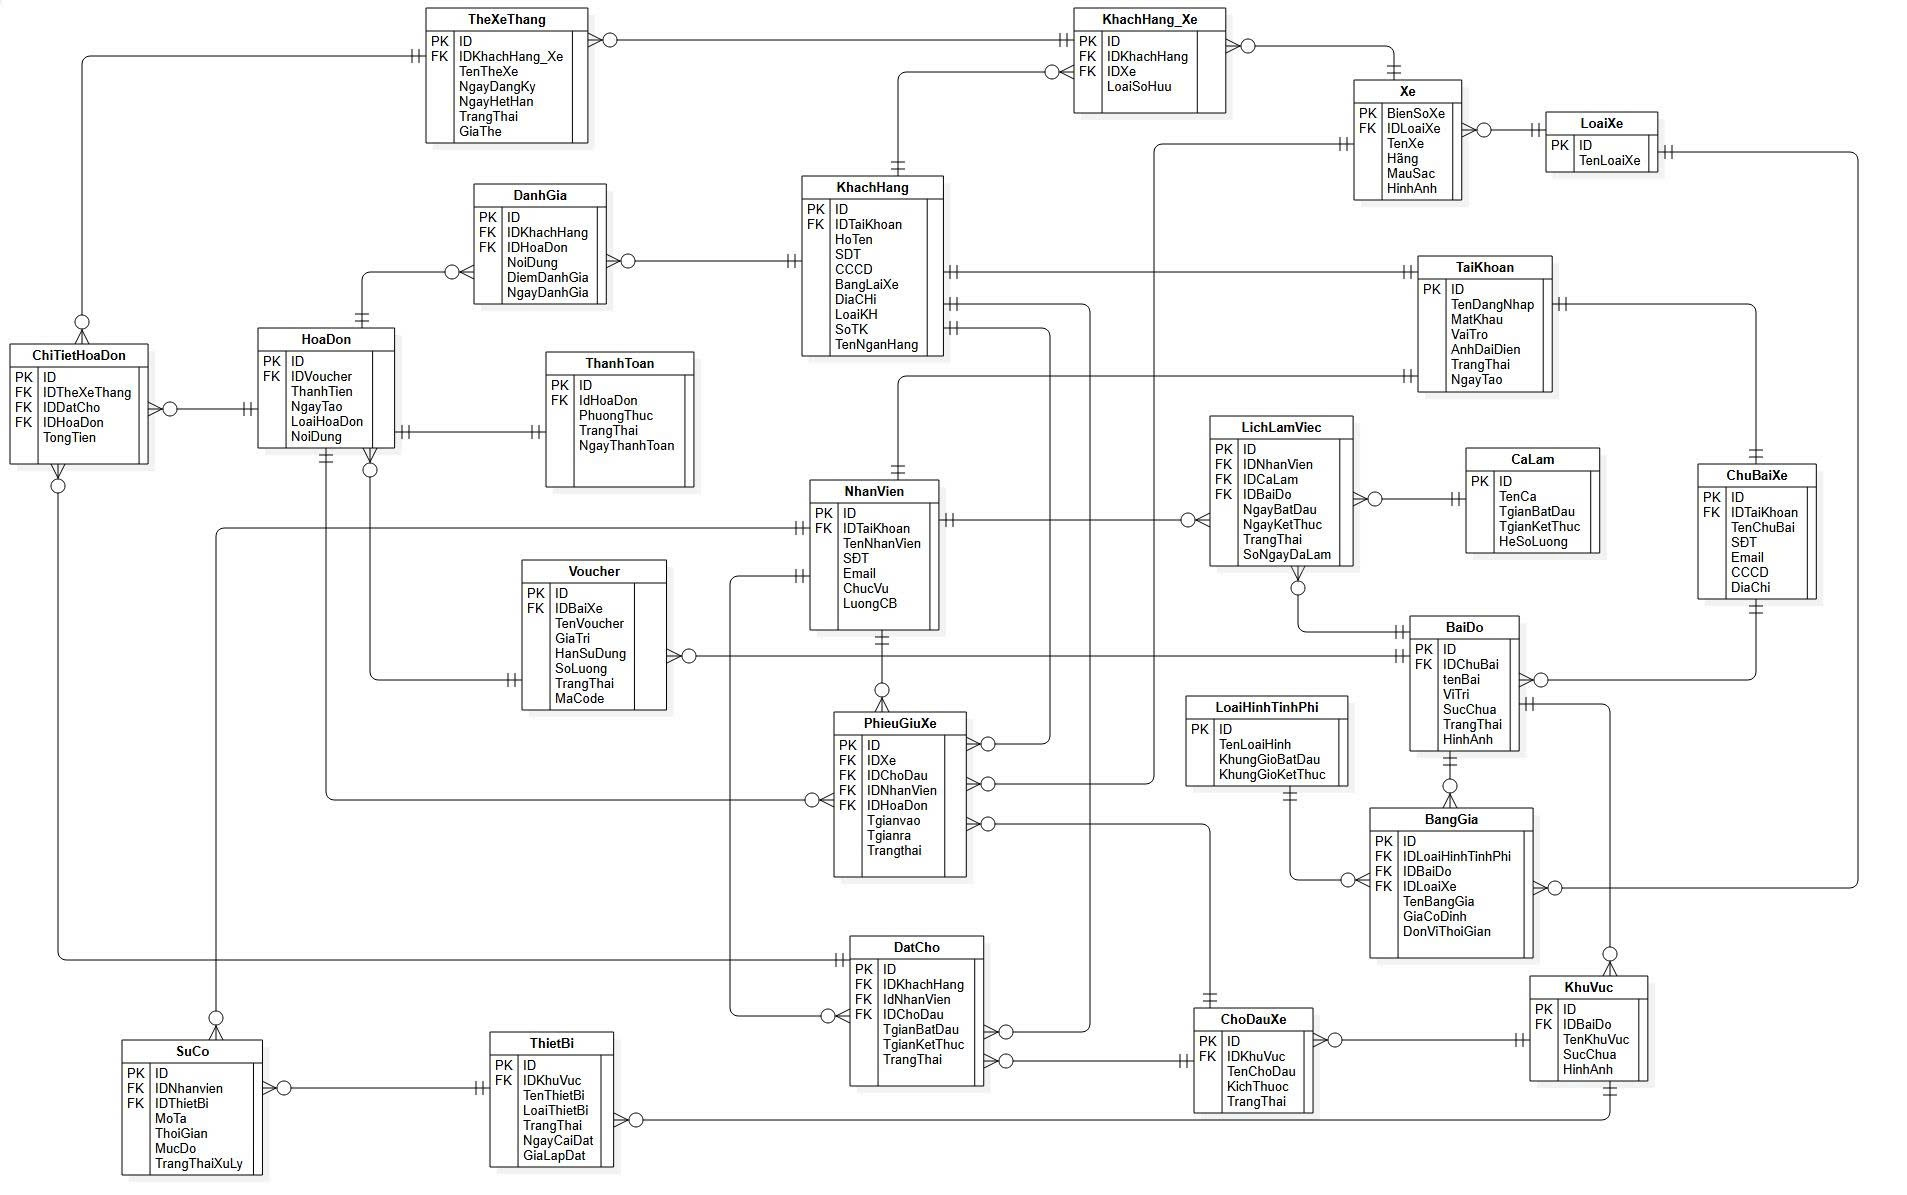 TheXeThang
PK ID
FK IDKhachHang_Xe
TenTheXe
NgayDangKy
NgayHetHan
TrangThai
GiaThe
KhachHang_Xe
PK ID
FK IDKhachHang
FK IDXe
LoaiSoHuu
Xe
PK BienSoXe
FK IDLoaiXe
TenXe
Hãng
MauSac
HinhAnh
LoaiXe
PK ID
TenLoaiXe
DanhGia
PK ID
FK IDKhachHang
FK IDHoaDon
NoiDung
DiemDanhGia
NgayDanhGia
KhachHang
PK ID
FK IDTaiKhoan
HoTen
SDT
CCCD
BangLaiXe
DiaCHi
LoaiKH
SoTK
TenNganHang
TaiKhoan
PK ID
TenDangNhap
MatKhau
VaiTro
AnhDaiDien
TrangThai
NgayTao
ChiTietHoaDon
PK ID
FK IDTheXeThang
FK IDDatCho
FK IDHoaDon
TongTien
HoaDon
PK ID
FK IDVoucher
ThanhTien
NgayTao
LoaiHoaDon
NoiDung
ThanhToan
PK ID
FK IdHoaDon
PhuongThuc
TrangThai
NgayThanhToan
LichLamViec
PK ID
FK IDNhanVien
FK IDCaLam
FK IDBaiDo
NgayBatDau
NgayKetThuc
TrangThai
SoNgayDaLam
CaLam
PK ID
TenCa
TgianBatDau
TgianKetThuc
HeSoLuong
ChuBaiXe
PK ID
FK IDTaiKhoan
TenChuBai
SĐT
Email
CCCD
DiaChi
NhanVien
PK ID
FK IDTaiKhoan
TenNhanVien
SĐT
Email
ChucVu
LuongCB
Voucher
PK ID
FK IDBaiXe
TenVoucher
GiaTri
HanSuDung
SoLuong
TrangThai
MaCode
BaiDo
PK ID
FK IDChuBai
tenBai
ViTri
SucChua
TrangThai
HinhAnh
PhieuGiuXe
PK ID
FK IDXe
FK IDChoDau
FK IDNhanVien
FK IDHoaDon
Tgianvao
Tgianra
Trangthai
LoaiHinhTinhPhi
PK ID
TenLoaiHinh
KhungGioBatDau
KhungGioKetThuc
BangGia
PK ID
FK IDLoaiHinhTinhPhi
FK IDBaiDo
FK IDLoaiXe
TenBangGia
GiaCoDinh
DonViThoiGian
DatCho
PK ID
FK IDKhachHang
FK IdNhanVien
FK IDChoDau
TgianBatDau
TgianKetThuc
TrangThai
ChoDauXe
PK ID
FK IDKhuVuc
TenChoDau
KichThuoc
TrangThai
KhuVuc
PK ID
FK IDBaiDo
TenKhuVuc
SucChua
HinhAnh
SuCo
PK ID
FK IDNhanvien
FK IDThietBi
MoTa
ThoiGian
MucDo
TrangThaiXuLy
ThietBi
PK ID
FK IDKhuVuc
TenThietBi
LoaiThietBi
TrangThai
NgayCaiDat
GiaLapDat